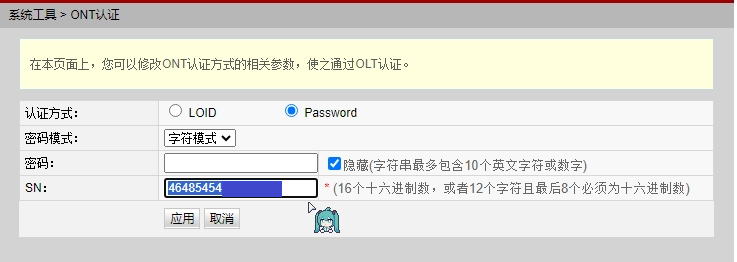 系统工具 > ONT认证
在本页面上，您可以修改ONT认证方式的相关参数，使之通过OLT认证。
认证方式： LOID Password
密码模式： 字符模式
密码： 隐藏(字符串最多包含10个英文字符或数字)
SN： 46485454 * (16个十六进制数，或者12个字符且最后8个必须为十六进制数)
应用 取消